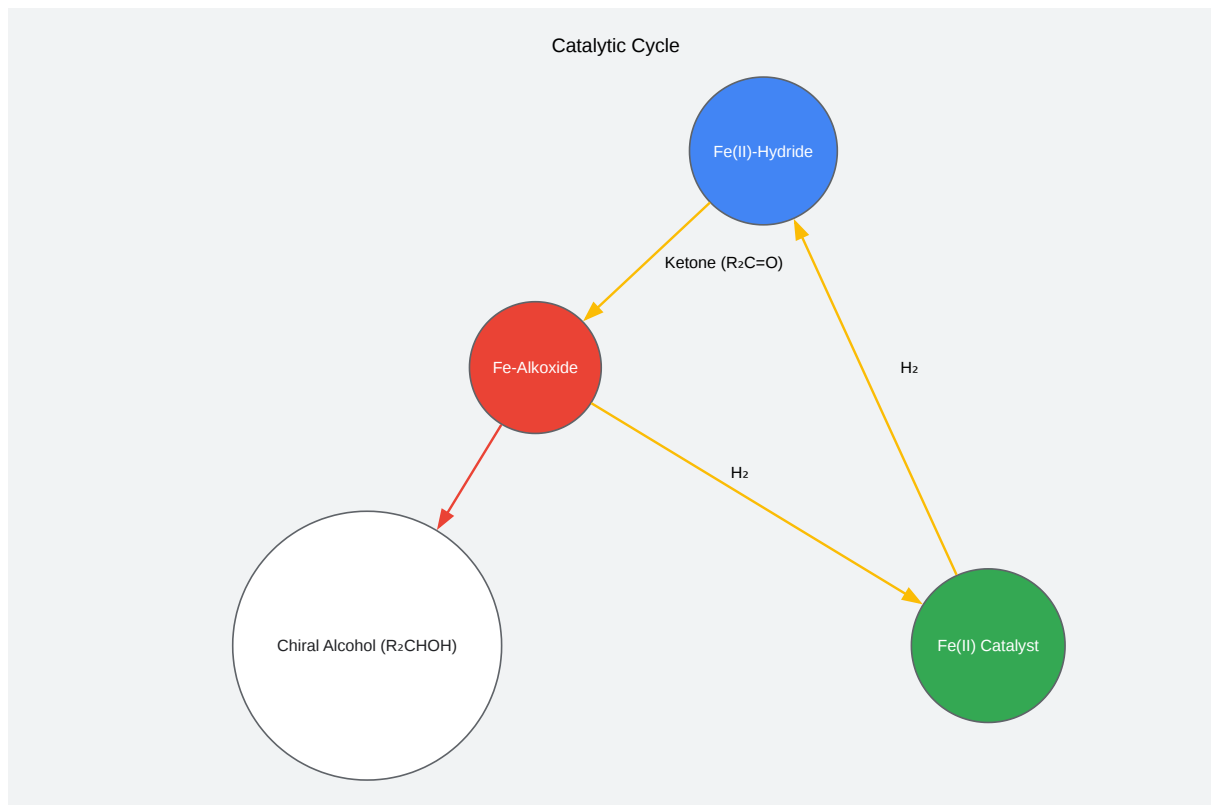 Catalytic Cycle
Fe(II)-Hydride
Ketone (R₂C=O)
Fe-Alkoxide
H₂
H₂
Chiral Alcohol (R₂CHOH)
Fe(II) Catalyst